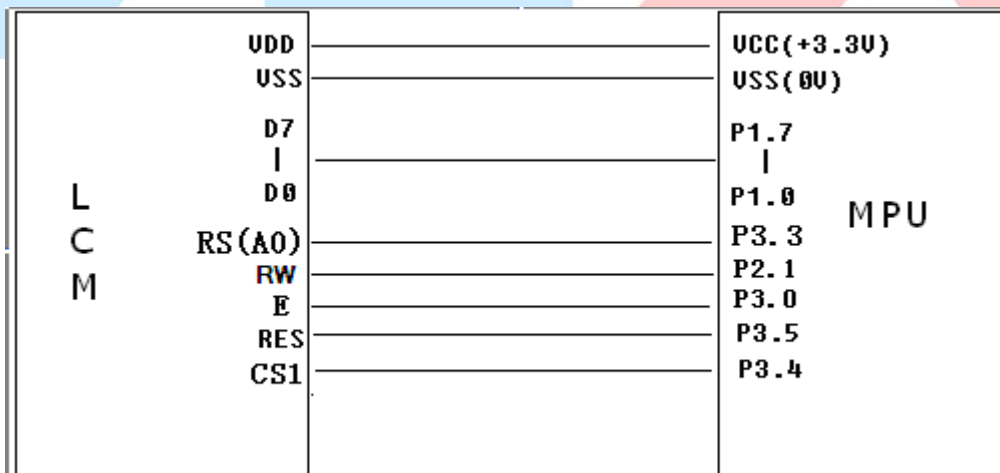 VDD VCC(+3.3V)
VSS VSS(0V)
D7 P1.7
| |
D0 P1.0
L
C
M
MPU
RS(A0) P3.3
RW P2.1
E P3.0
RES P3.5
CS1 P3.4